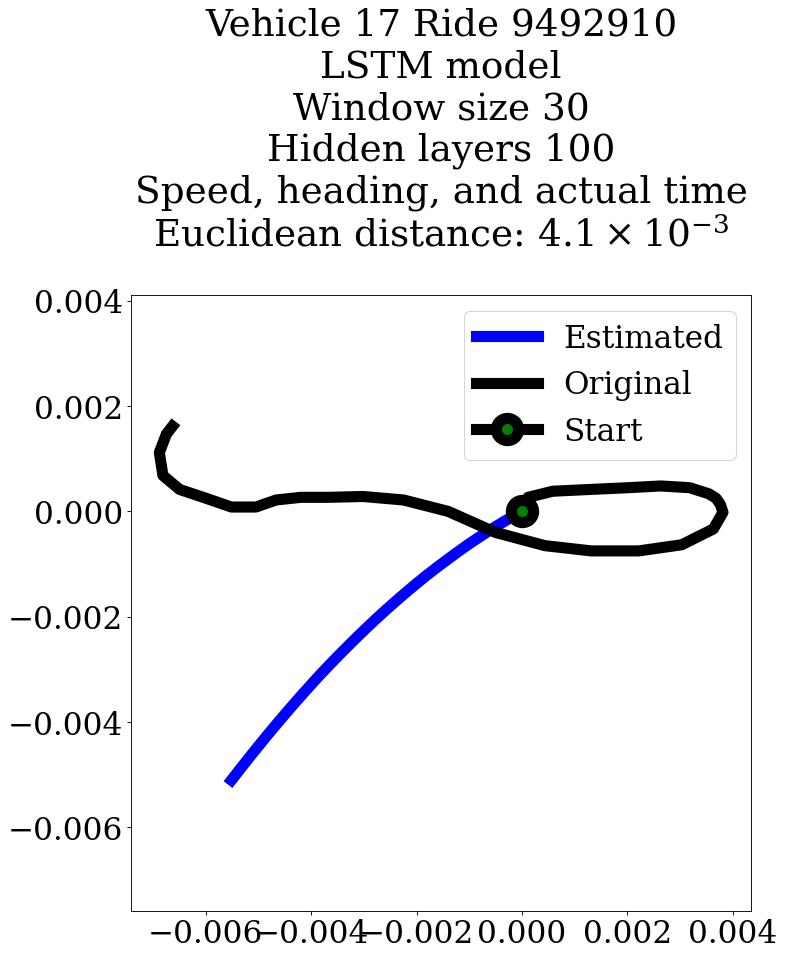 Vehicle 17 Ride 9492910
LSTM model
Window size 30
Hidden layers 100
Speed, heading, and actual time
Euclidean distance: 4.1 × 10⁻³
0.004
0.002
0.000
−0.002
−0.004
−0.006
Estimated
Original
Start
−0.006 −0.004 −0.002 0.000 0.002 0.004